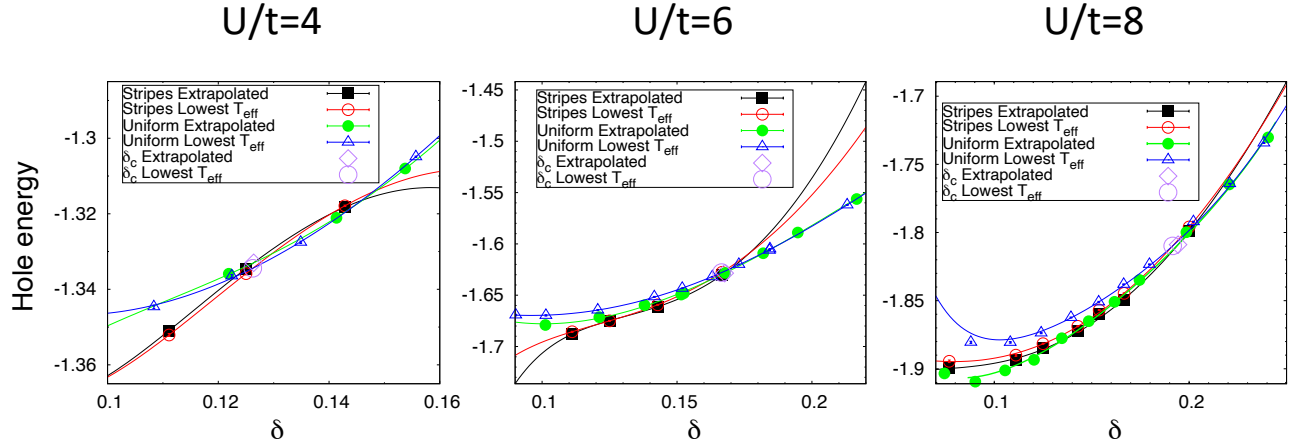 U/t=4
U/t=6
U/t=8
Hole energy
Stripes Extrapolated
Stripes Lowest T_eff
Uniform Extrapolated
Uniform Lowest T_eff
δ_c Extrapolated
δ_c Lowest T_eff
-1.3
-1.32
-1.34
-1.36
0.1
0.12
0.14
0.16
δ
Stripes Extrapolated
Stripes Lowest T_eff
Uniform Extrapolated
Uniform Lowest T_eff
δ_c Extrapolated
δ_c Lowest T_eff
-1.45
-1.5
-1.55
-1.6
-1.65
-1.7
0.1
0.15
0.2
δ
Stripes Extrapolated
Stripes Lowest T_eff
Uniform Extrapolated
Uniform Lowest T_eff
δ_c Extrapolated
δ_c Lowest T_eff
-1.7
-1.75
-1.8
-1.85
-1.9
0.1
0.2
δ